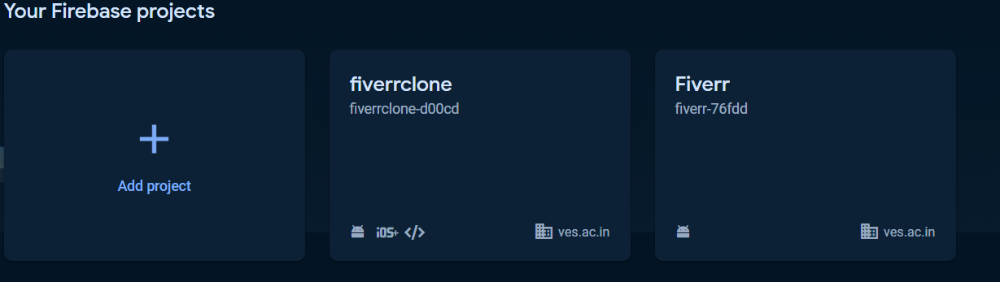 Your Firebase projects
Add project
fiverrclone
fiverrclone-d00cd
iOS+ </> ves.ac.in
Fiverr
fiverr-76fdd
ves.ac.in